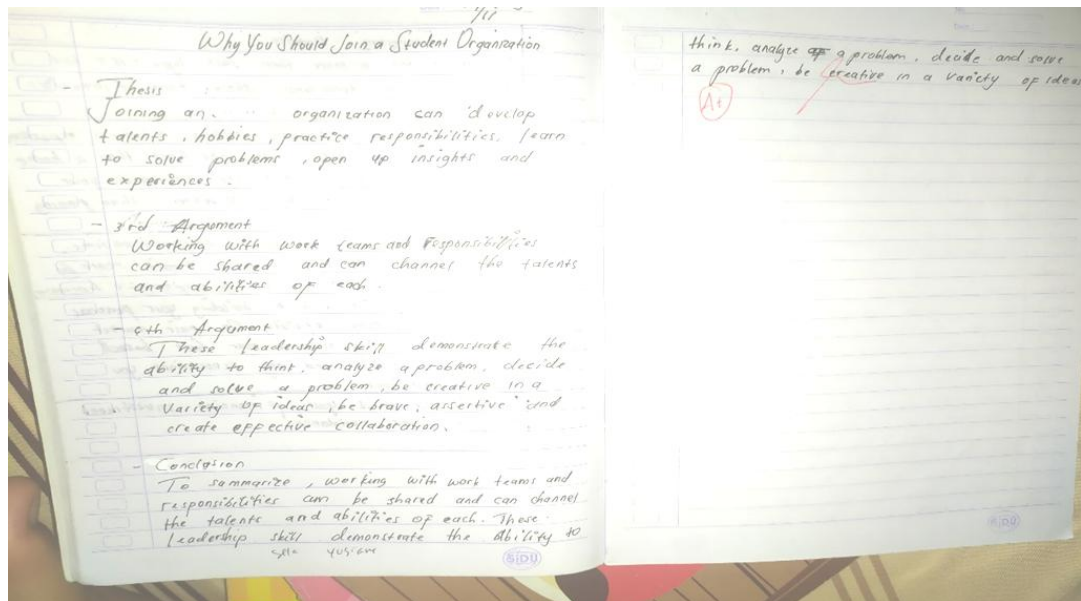 Why You Should Join a Student Organization
- Thesis
Joining an organization can develop
talents, hobbies, practice responsibilities, learn
to solve problems, open up insights and
experiences.
- 3rd Argument
Working with work teams and responsibilities
can be shared and can channel the talents
and abilities of each.
- 6th Argument
These leadership skill demonstrate the
ability to think, analyze a problem, decide
and solve a problem, be creative in a
variety of ideas, be brave, assertive and
create effective collaboration.
- Conclusion
To summarize, working with work teams and
responsibilities can be shared and can channel
the talents and abilities of each. These
leadership skill demonstrate the ability to
SiDU
think, analyze a problem, decide and solve
a problem, be creative in a variety of ideas
A+
SiDU